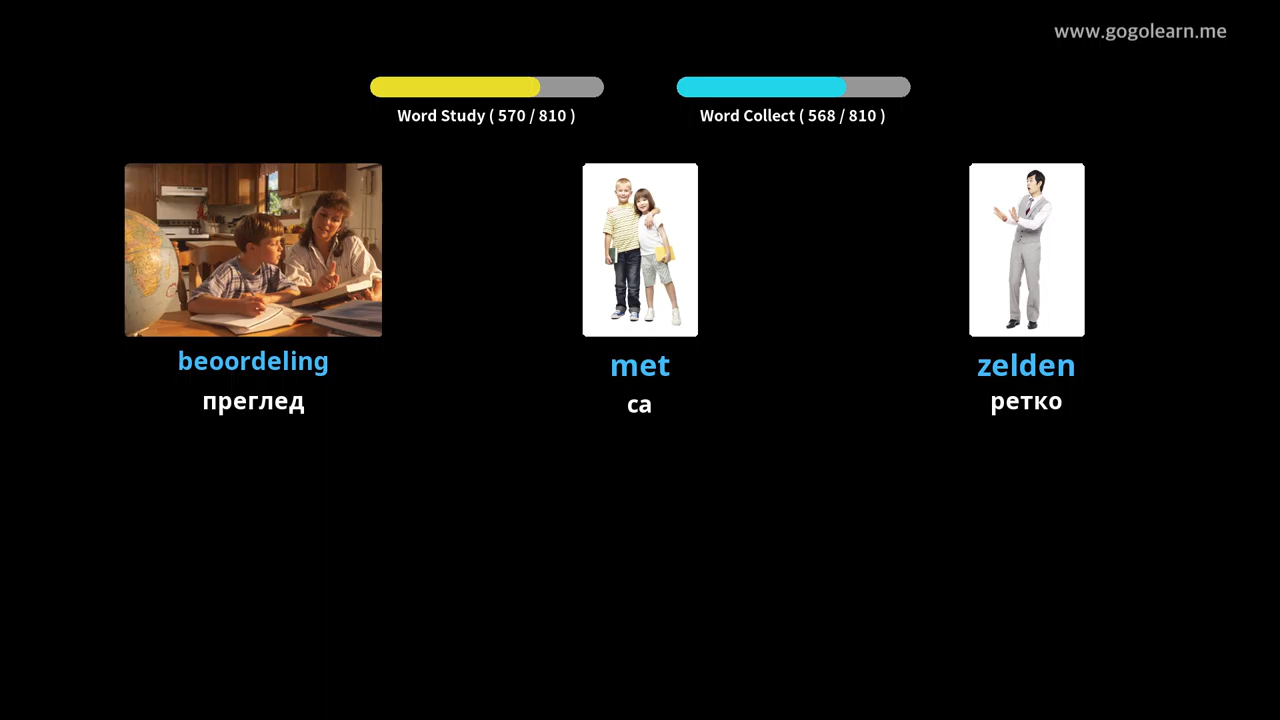 www.gogolearn.me
Word Study ( 570 / 810 )
Word Collect ( 568 / 810 )
beoordeling
met
zelden
преглед
са
ретко